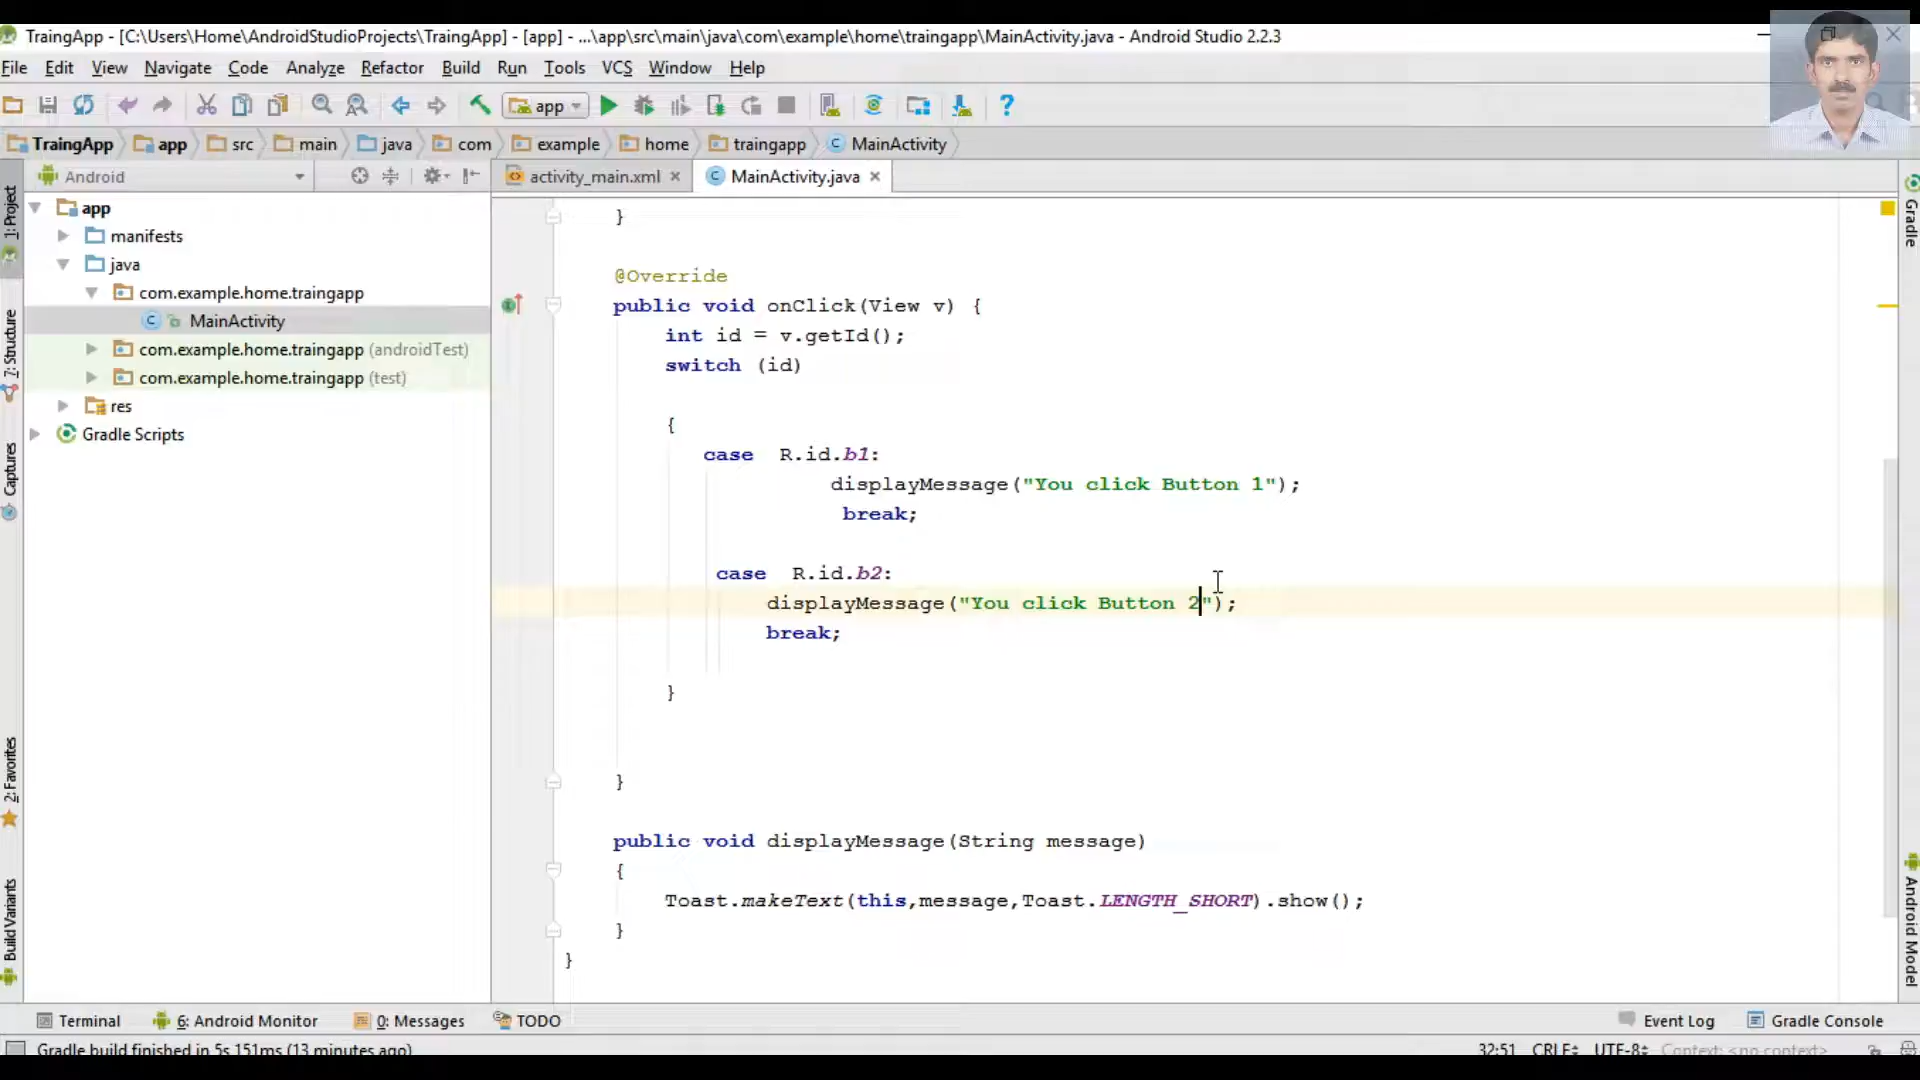 TraingApp - [C:\Users\Home\AndroidStudioProjects\TraingApp] - [app] - ...\app\src\main\java\com\example\home\traingapp\MainActivity.java - Android Studio 2.2.3
File Edit View Navigate Code Analyze Refactor Build Run Tools VCS Window Help
app
TraingApp app src main java com example home traingapp MainActivity
Android
activity_main.xml MainActivity.java
1: Project
7: Structure
Captures
2: Favorites
Build Variants
app
manifests
java
com.example.home.traingapp
MainActivity
com.example.home.traingapp (androidTest)
com.example.home.traingapp (test)
res
Gradle Scripts
}
@Override
public void onClick(View v) {
int id = v.getId();
switch (id)
{
case R.id.b1:
displayMessage("You click Button 1");
break;
case R.id.b2:
displayMessage("You click Button 2");
break;
}
}
public void displayMessage(String message)
{
Toast.makeText(this,message,Toast.LENGTH_SHORT).show();
}
}
Gradle
Android Model
Terminal 6: Android Monitor 0: Messages TODO Event Log Gradle Console
Gradle build finished in 5s 151ms (13 minutes ago) 32:51 CRLF UTF-8 Context: <no context>